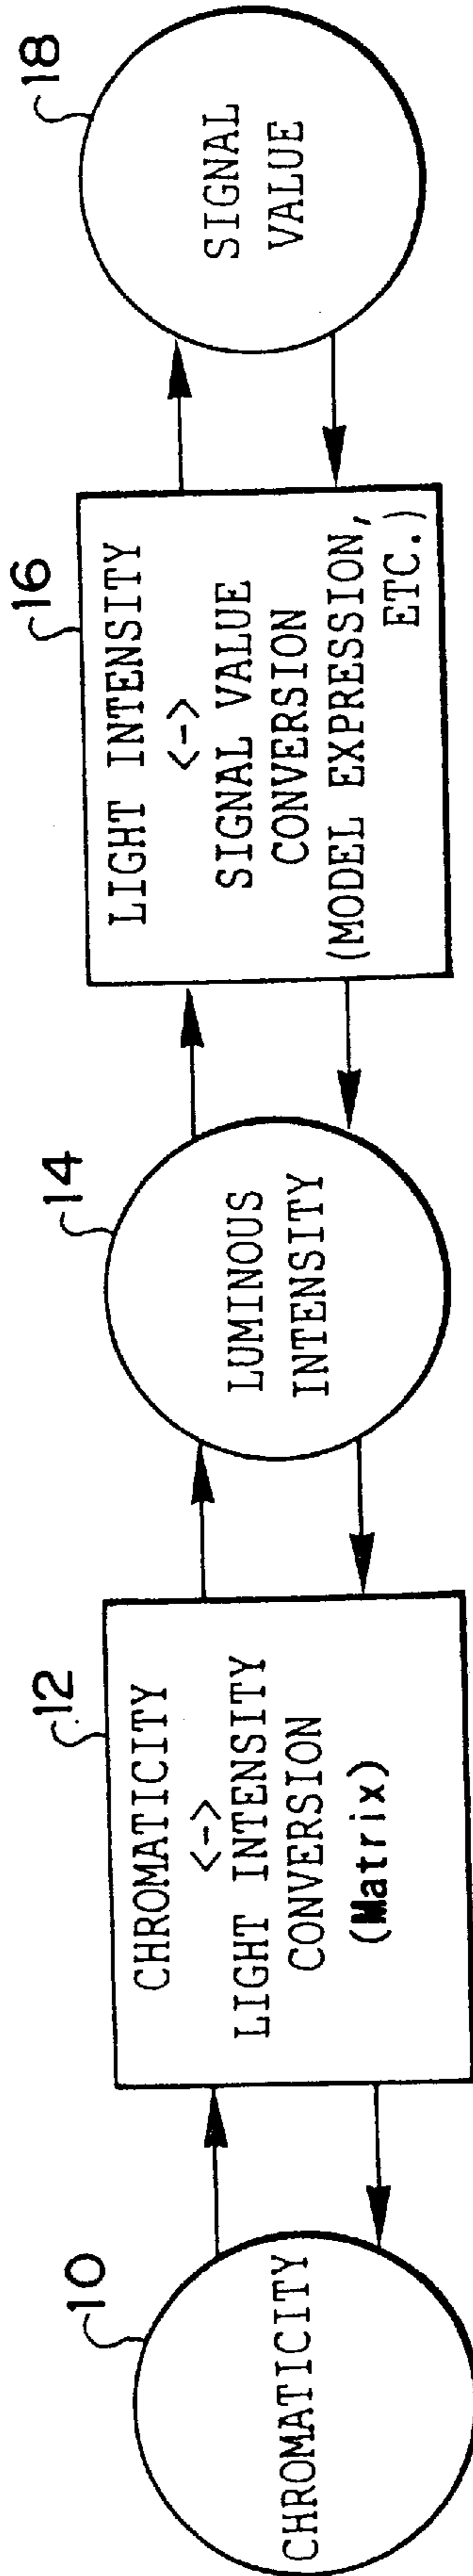 10
CHROMATICITY
12
CHROMATICITY
<->
LIGHT INTENSITY
CONVERSION
(Matrix)
14
LUMINOUS
INTENSITY
16
LIGHT INTENSITY
<->
SIGNAL VALUE
CONVERSION
(MODEL EXPRESSION,
ETC.)
18
SIGNAL
VALUE